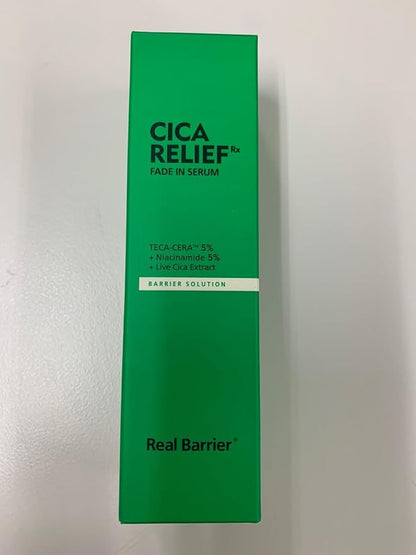 CICA
RELIEF Rx
FADE IN SERUM
TECA-CERA™ 5%
+ Niacinamide 5%
+ Live Cica Extract
BARRIER SOLUTION
Real Barrier®